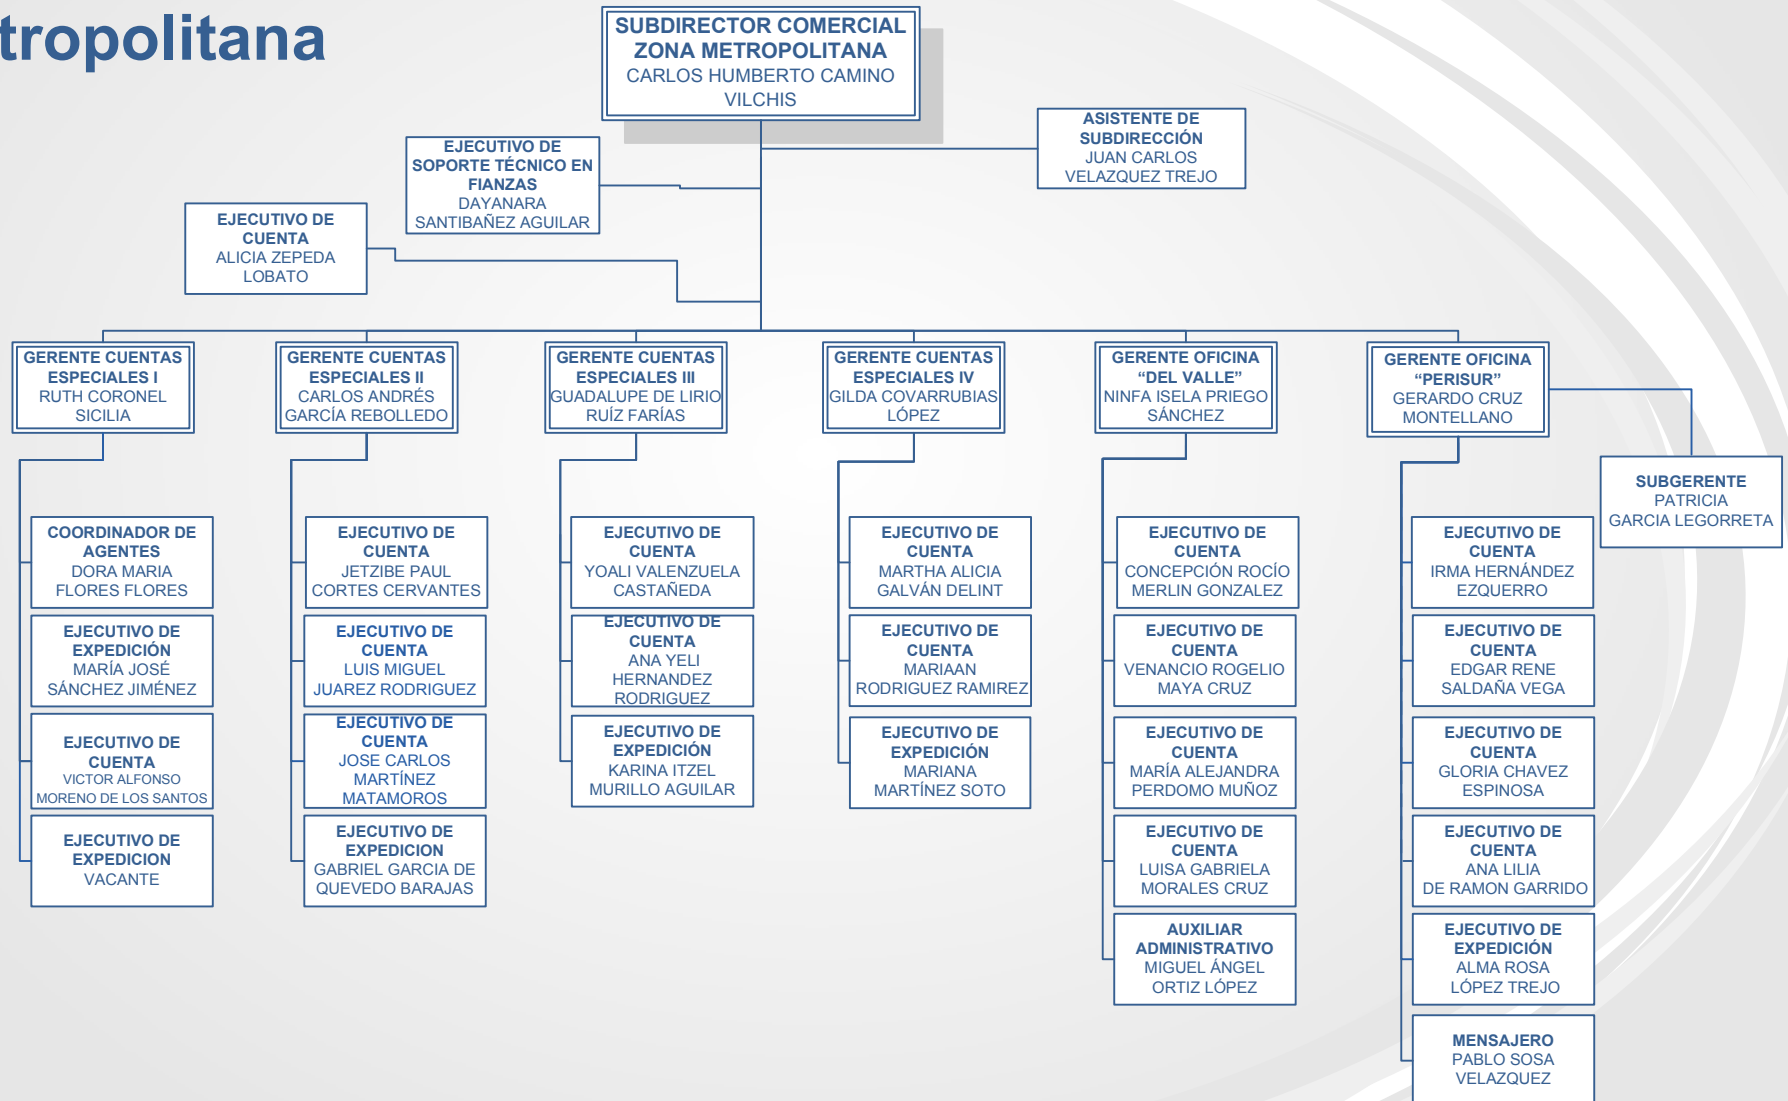 tropolitana
SUBDIRECTOR COMERCIAL
ZONA METROPOLITANA
CARLOS HUMBERTO CAMINO
VILCHIS
ASISTENTE DE
SUBDIRECCIÓN
JUAN CARLOS
VELAZQUEZ TREJO
EJECUTIVO DE
SOPORTE TÉCNICO EN
FIANZAS
DAYANARA
SANTIBAÑEZ AGUILAR
EJECUTIVO DE
CUENTA
ALICIA ZEPEDA
LOBATO
GERENTE CUENTAS
ESPECIALES I
RUTH CORONEL
SICILIA
GERENTE CUENTAS
ESPECIALES II
CARLOS ANDRÉS
GARCÍA REBOLLEDO
GERENTE CUENTAS
ESPECIALES III
GUADALUPE DE LIRIO
RUÍZ FARÍAS
GERENTE CUENTAS
ESPECIALES IV
GILDA COVARRUBIAS
LÓPEZ
GERENTE OFICINA
“DEL VALLE”
NINFA ISELA PRIEGO
SÁNCHEZ
GERENTE OFICINA
“PERISUR”
GERARDO CRUZ
MONTELLANO
SUBGERENTE
PATRICIA
GARCIA LEGORRETA
COORDINADOR DE
AGENTES
DORA MARIA
FLORES FLORES
EJECUTIVO DE
EXPEDICIÓN
MARÍA JOSÉ
SÁNCHEZ JIMÉNEZ
EJECUTIVO DE
CUENTA
VICTOR ALFONSO
MORENO DE LOS SANTOS
EJECUTIVO DE
EXPEDICION
VACANTE
EJECUTIVO DE
CUENTA
JETZIBE PAUL
CORTES CERVANTES
EJECUTIVO DE
CUENTA
LUIS MIGUEL
JUAREZ RODRIGUEZ
EJECUTIVO DE
CUENTA
JOSE CARLOS
MARTÍNEZ
MATAMOROS
EJECUTIVO DE
EXPEDICION
GABRIEL GARCIA DE
QUEVEDO BARAJAS
EJECUTIVO DE
CUENTA
YOALI VALENZUELA
CASTAÑEDA
EJECUTIVO DE
CUENTA
ANA YELI
HERNANDEZ
RODRIGUEZ
EJECUTIVO DE
EXPEDICIÓN
KARINA ITZEL
MURILLO AGUILAR
EJECUTIVO DE
CUENTA
MARTHA ALICIA
GALVÁN DELINT
EJECUTIVO DE
CUENTA
MARIAAN
RODRIGUEZ RAMIREZ
EJECUTIVO DE
EXPEDICIÓN
MARIANA
MARTÍNEZ SOTO
EJECUTIVO DE
CUENTA
CONCEPCIÓN ROCÍO
MERLIN GONZALEZ
EJECUTIVO DE
CUENTA
VENANCIO ROGELIO
MAYA CRUZ
EJECUTIVO DE
CUENTA
MARÍA ALEJANDRA
PERDOMO MUÑOZ
EJECUTIVO DE
CUENTA
LUISA GABRIELA
MORALES CRUZ
AUXILIAR
ADMINISTRATIVO
MIGUEL ÁNGEL
ORTIZ LÓPEZ
EJECUTIVO DE
CUENTA
IRMA HERNÁNDEZ
EZQUERRO
EJECUTIVO DE
CUENTA
EDGAR RENE
SALDAÑA VEGA
EJECUTIVO DE
CUENTA
GLORIA CHAVEZ
ESPINOSA
EJECUTIVO DE
CUENTA
ANA LILIA
DE RAMON GARRIDO
EJECUTIVO DE
EXPEDICIÓN
ALMA ROSA
LÓPEZ TREJO
MENSAJERO
PABLO SOSA
VELAZQUEZ